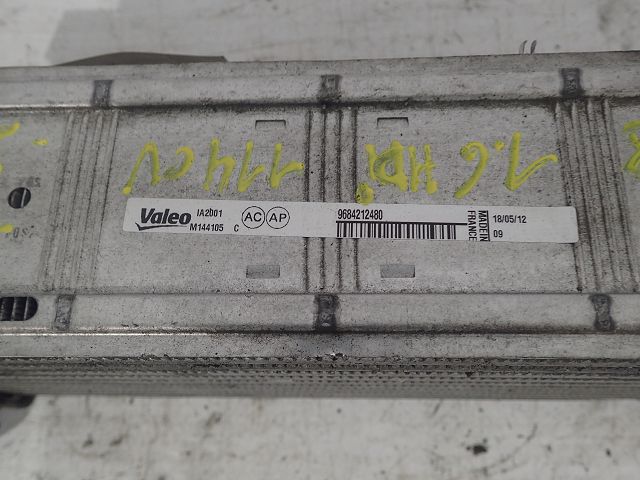 1.6 HDi 114CV
Valeo IA2001 AC AP 9684212480 MADE IN FRANCE 18/05/12
M144105 C 09